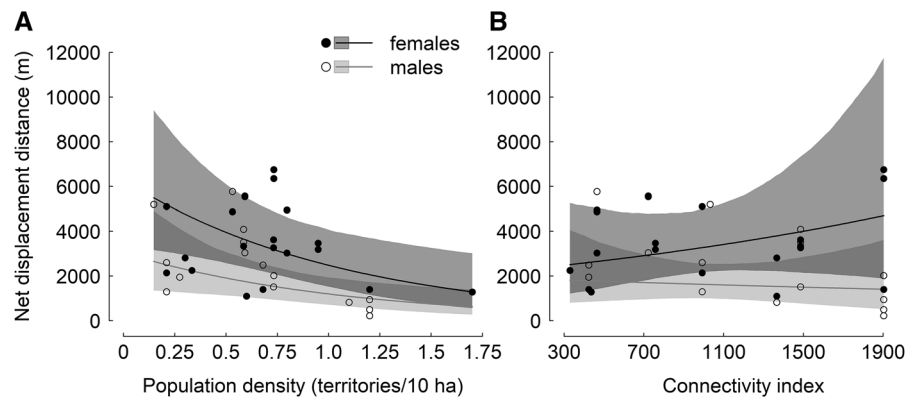 A
B
Net displacement distance (m)
12000
10000
8000
6000
4000
2000
0
females
males
0 0.25 0.5 0.75 1.0 1.25 1.5 1.75
Population density (territories/10 ha)
12000
10000
8000
6000
4000
2000
0
300 700 1100 1500 1900
Connectivity index